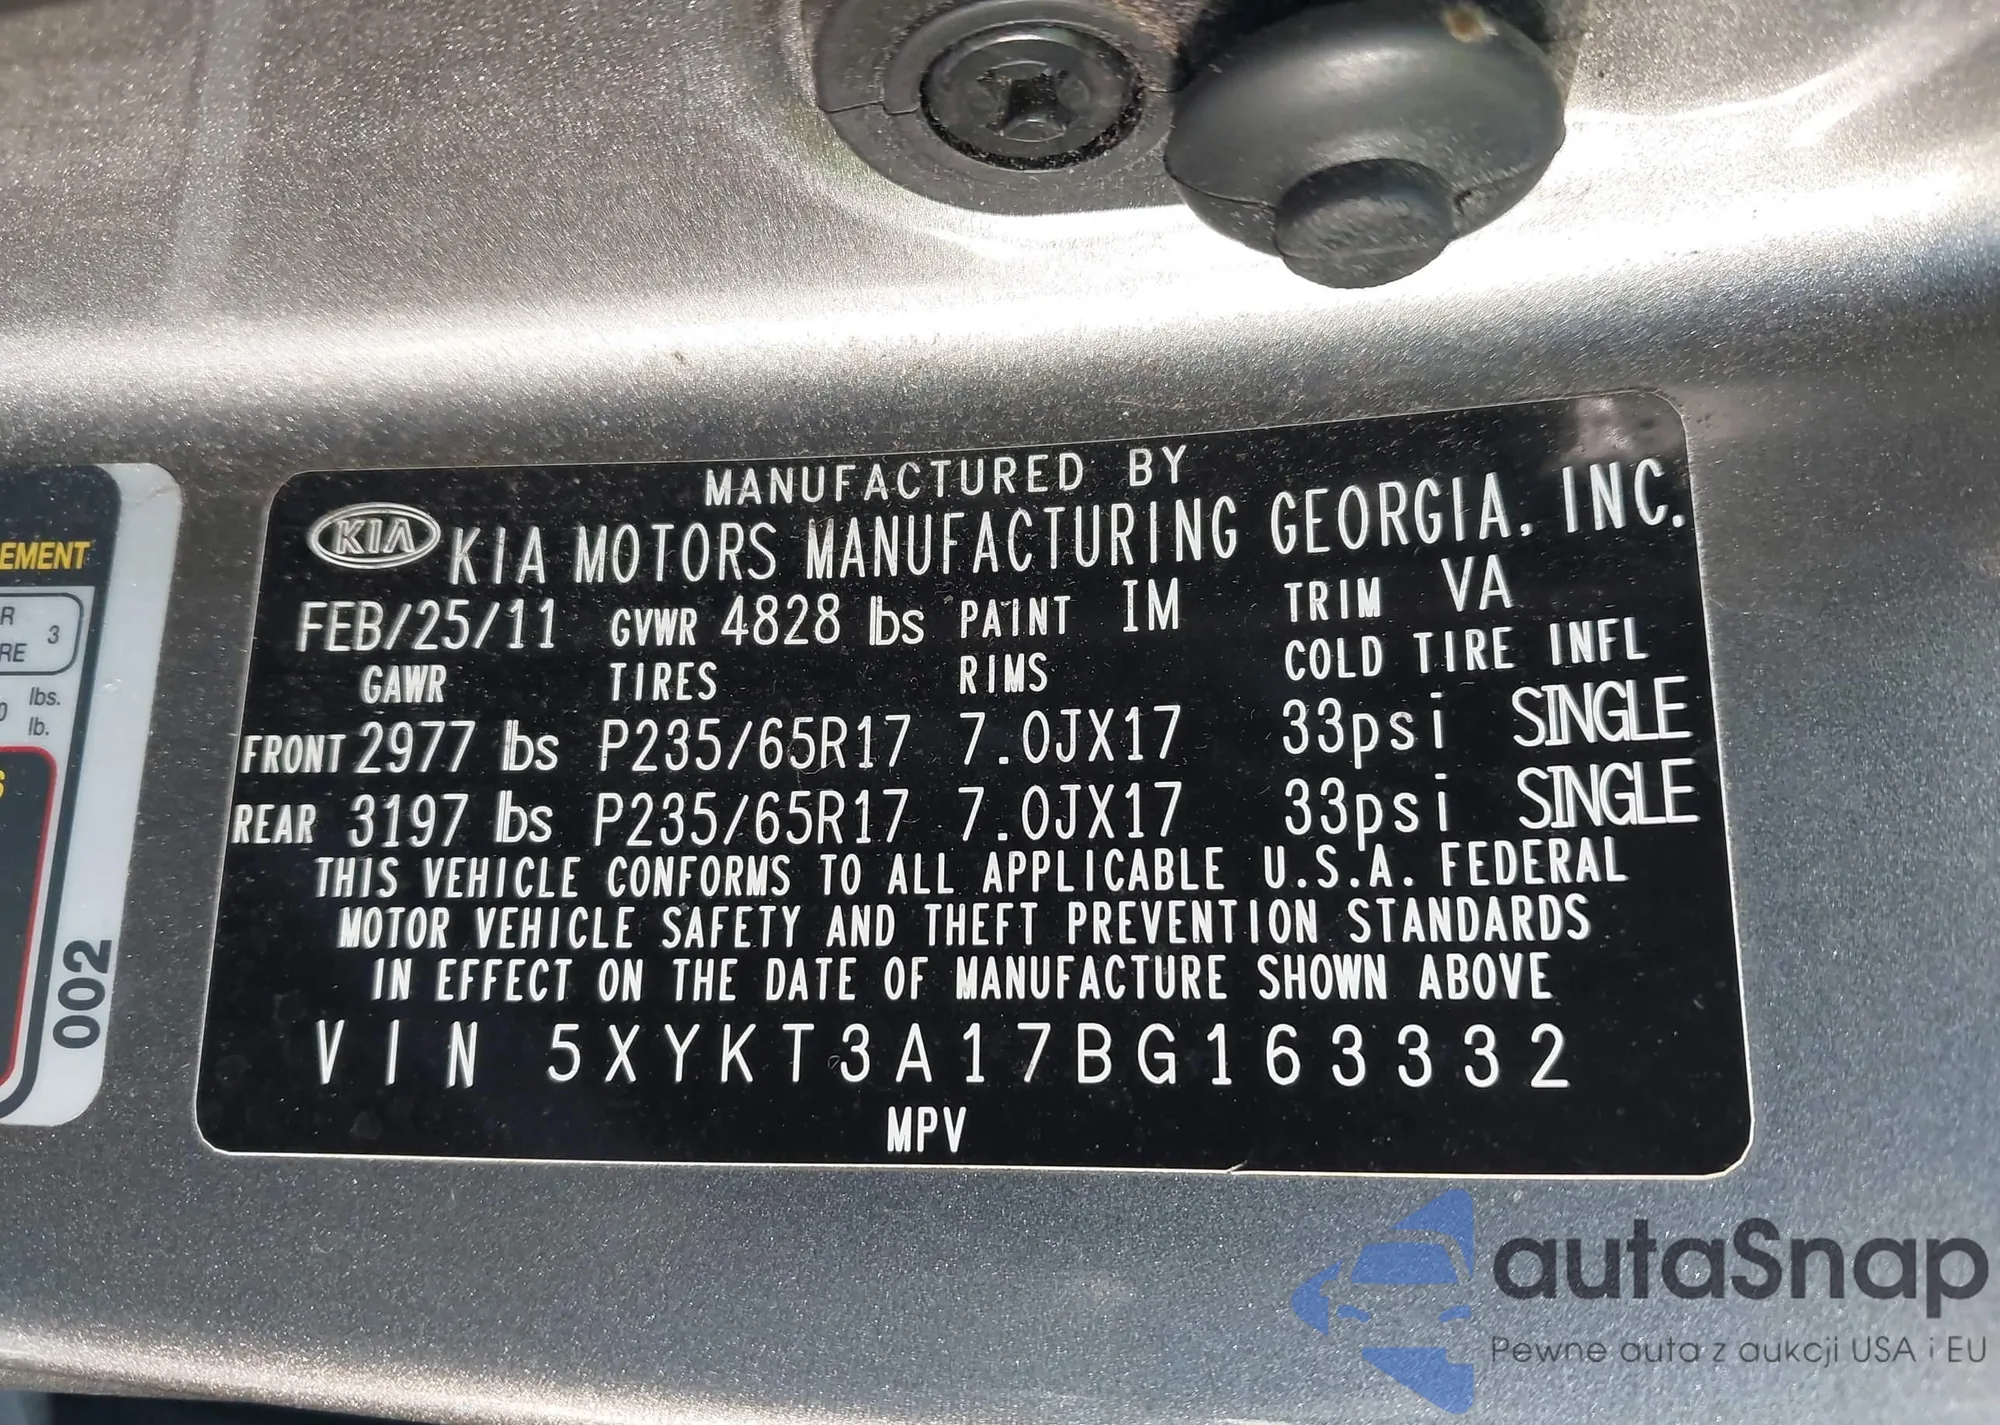 MANUFACTURED BY
KIA KIA MOTORS MANUFACTURING GEORGIA, INC.
FEB/25/11 GVWR 4828 lbs PAINT IM TRIM VA
GAWR TIRES RIMS COLD TIRE INFL
FRONT 2977 lbs P235/65R17 7.0JX17 33psi SINGLE
REAR 3197 lbs P235/65R17 7.0JX17 33psi SINGLE
THIS VEHICLE CONFORMS TO ALL APPLICABLE U.S.A. FEDERAL
MOTOR VEHICLE SAFETY AND THEFT PREVENTION STANDARDS
IN EFFECT ON THE DATE OF MANUFACTURE SHOWN ABOVE
VIN 5XYKT3A17BG163332
MPV
EMENT
R 3
RE
0 lbs.
lb.
S
002
autaSnap
Pewne auta z aukcji USA i EU